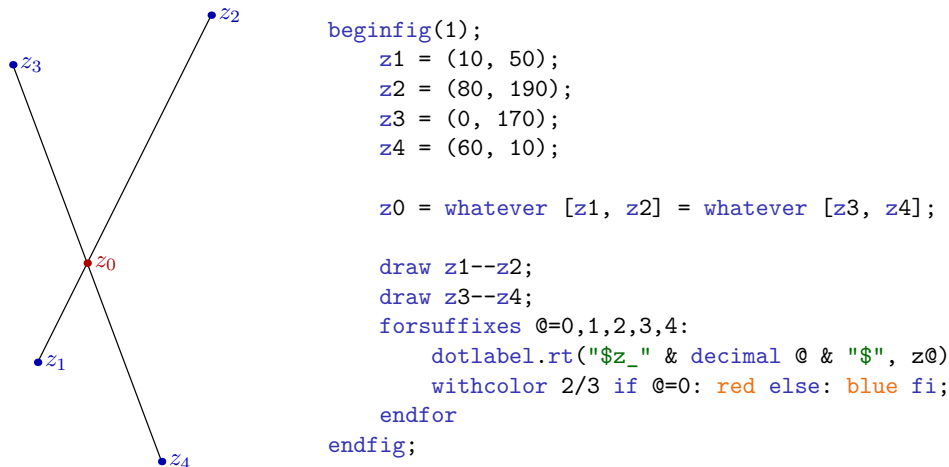 z2
z3
z0
z1
z4
beginfig(1);
z1 = (10, 50);
z2 = (80, 190);
z3 = (0, 170);
z4 = (60, 10);
z0 = whatever [z1, z2] = whatever [z3, z4];
draw z1--z2;
draw z3--z4;
forsuffixes @=0,1,2,3,4:
dotlabel.rt("$z_" & decimal @ & "$", z@)
withcolor 2/3 if @=0: red else: blue fi;
endfor
endfig;